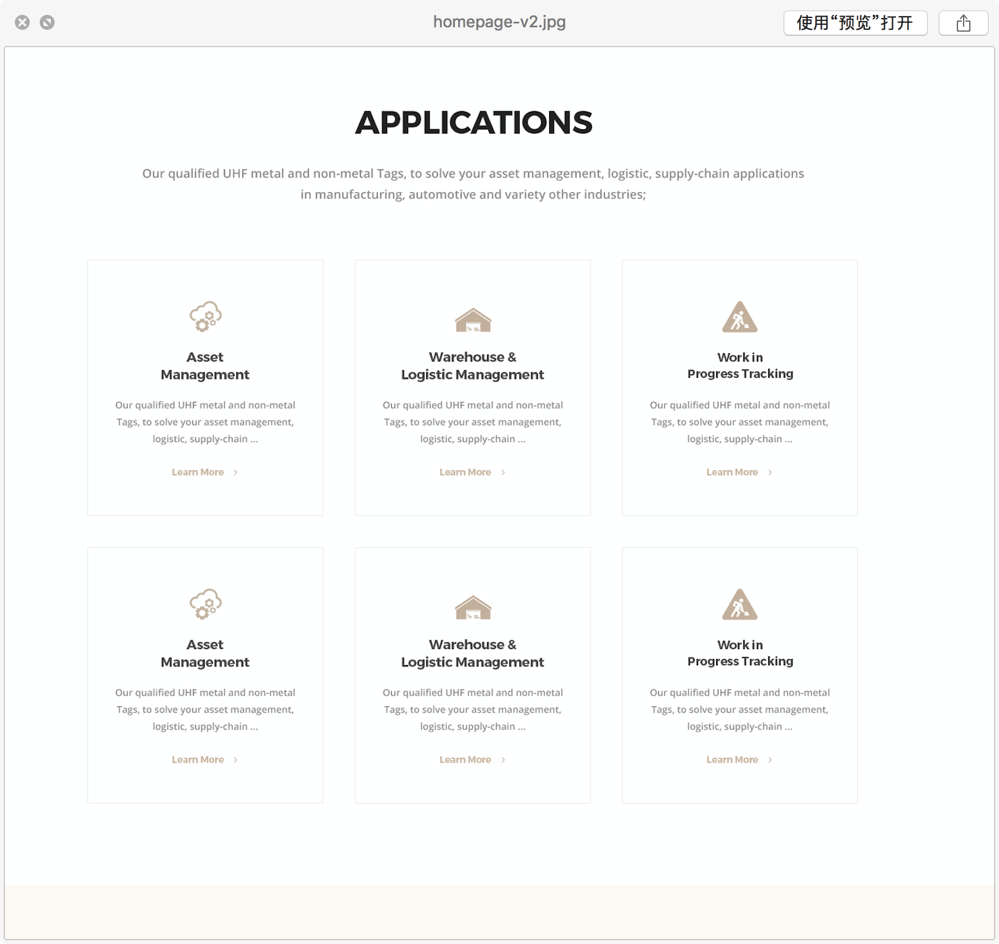 homepage-v2.jpg
使用“预览”打开
APPLICATIONS
Our qualified UHF metal and non-metal Tags, to solve your asset management, logistic, supply-chain applications
in manufacturing, automotive and variety other industries;
Asset
Management
Our qualified UHF metal and non-metal
Tags, to solve your asset management,
logistic, supply-chain ...
Learn More
Warehouse &
Logistic Management
Our qualified UHF metal and non-metal
Tags, to solve your asset management,
logistic, supply-chain ...
Learn More
Work in
Progress Tracking
Our qualified UHF metal and non-metal
Tags, to solve your asset management,
logistic, supply-chain ...
Learn More
Asset
Management
Our qualified UHF metal and non-metal
Tags, to solve your asset management,
logistic, supply-chain ...
Learn More
Warehouse &
Logistic Management
Our qualified UHF metal and non-metal
Tags, to solve your asset management,
logistic, supply-chain ...
Learn More
Work in
Progress Tracking
Our qualified UHF metal and non-metal
Tags, to solve your asset management,
logistic, supply-chain ...
Learn More